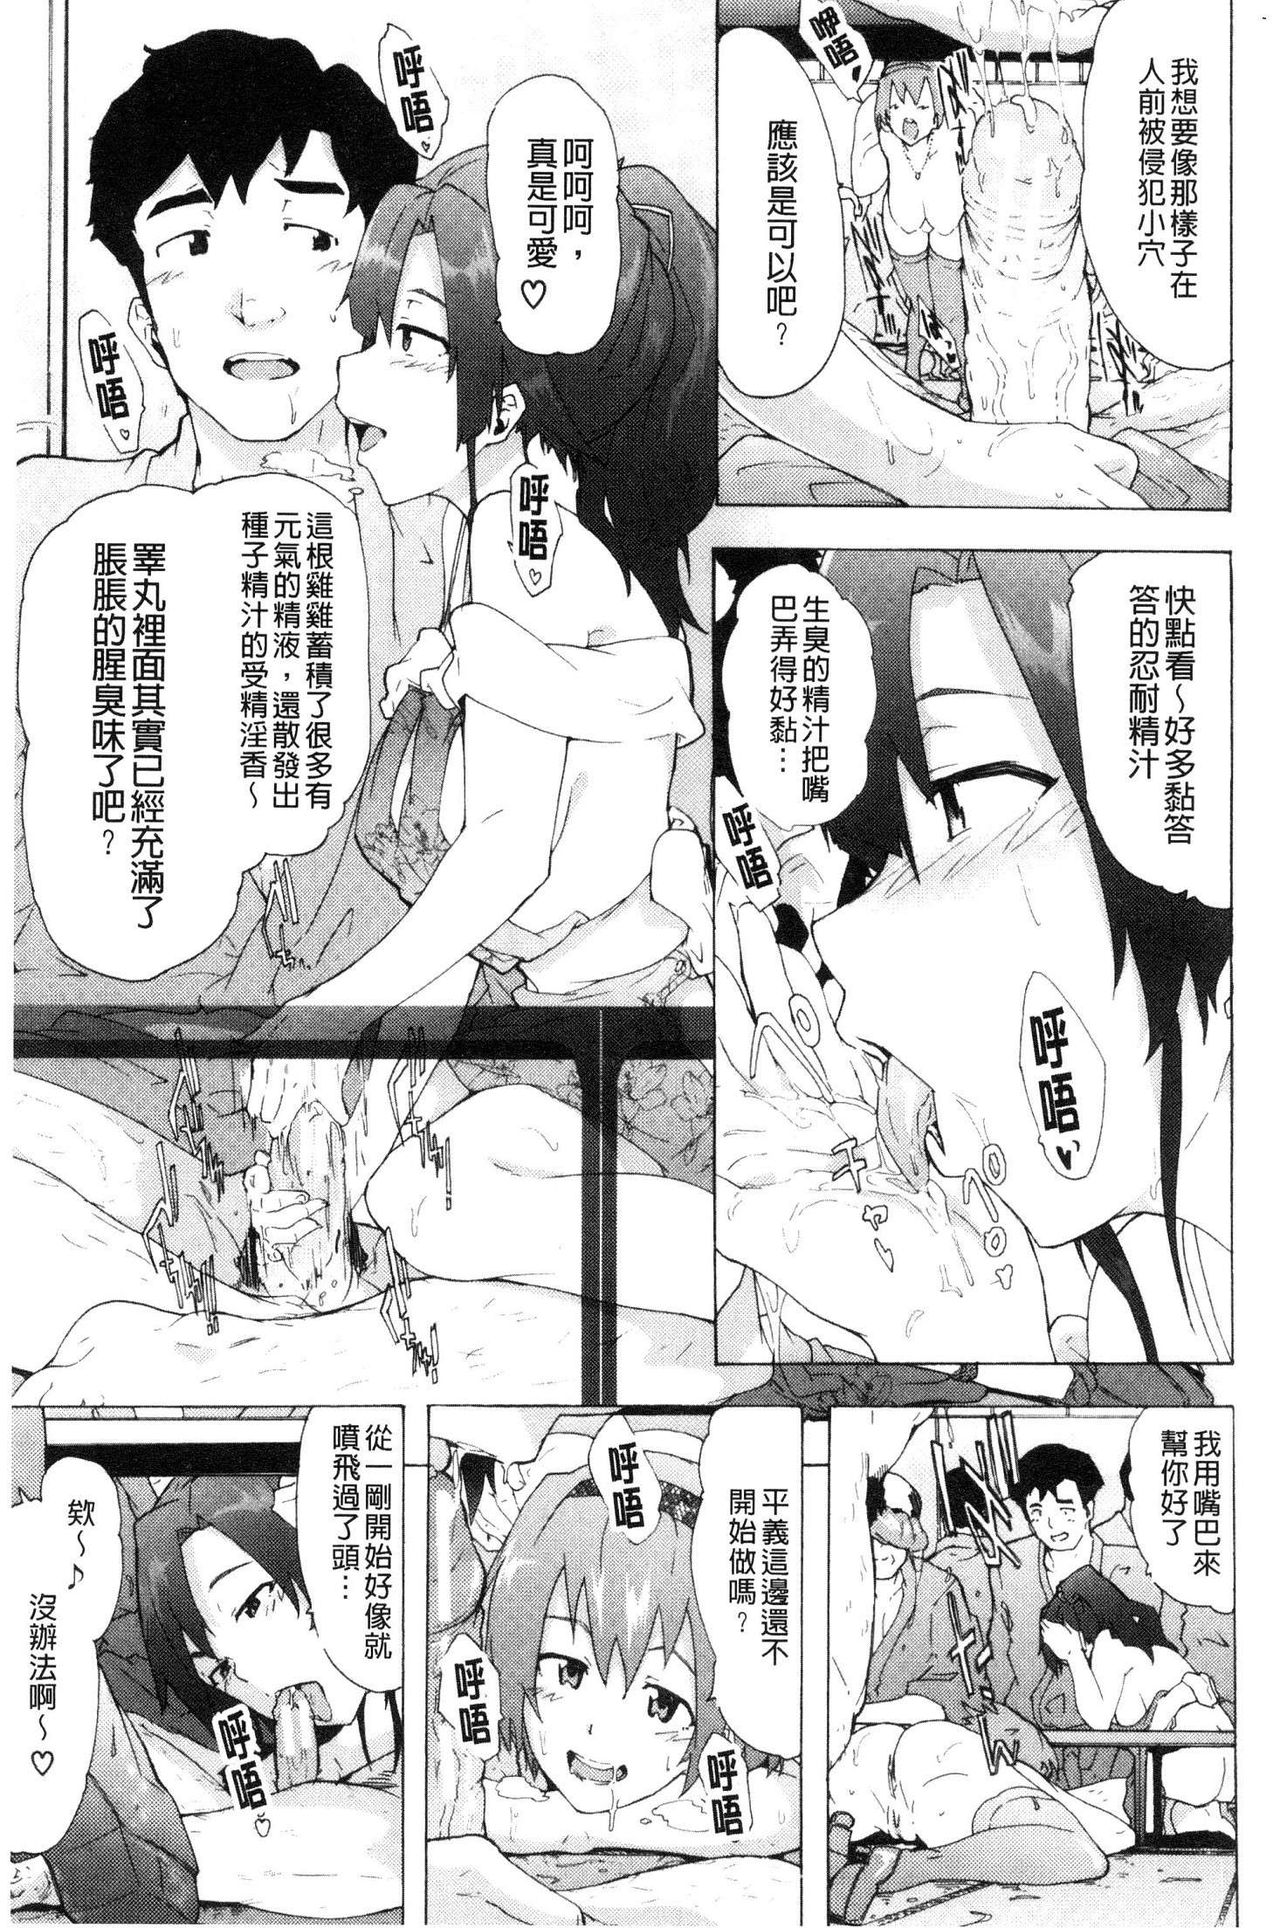 我想要像那樣子在
人前被侵犯小穴
應該是可以吧？
呷唔
呵呵呵，
真是可愛♡
呼唔♡
呼唔♡
呼唔♡
這根雞雞蓄積了很多有
元氣的精液，還散發出
種子精汁的受精淫香～
睪丸裡面其實已經充滿了
脹脹的腥臭味了吧？
快點看～好多黏答
答的忍耐精汁
生臭的精汁把嘴
巴弄得好黏…
呼唔
呼唔♥
我用嘴巴來
幫你好了
平義這邊還不
開始做嗎？
呼唔
呼唔
呼唔
從一剛開始好像就
噴飛過了頭…
欸～♪
沒辦法啊～♡
呼唔♡